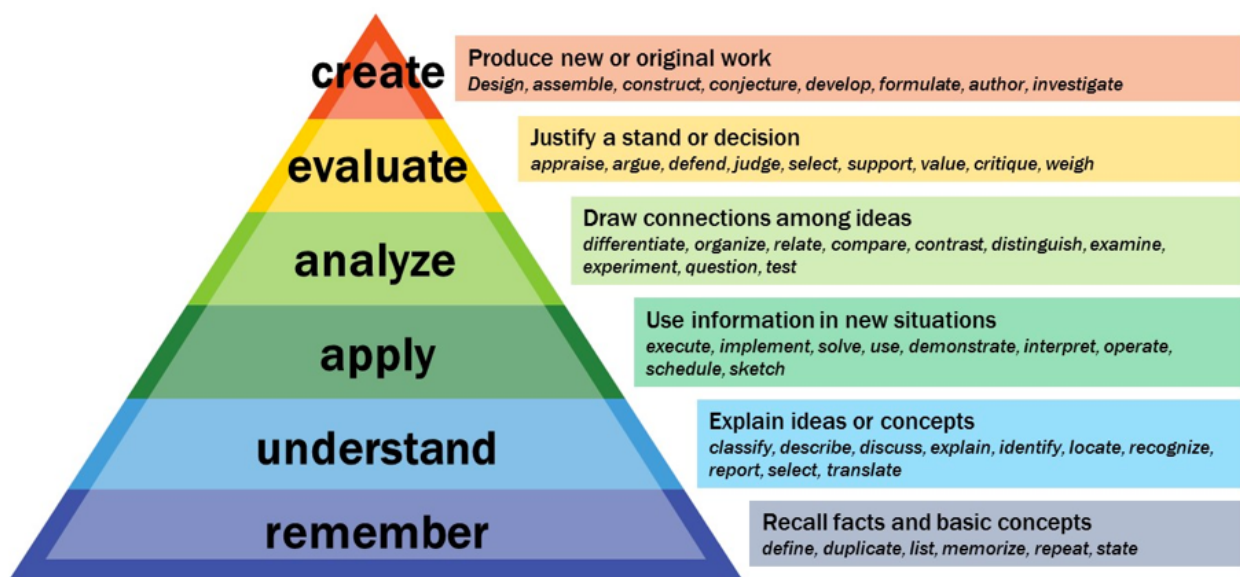 create
Produce new or original work
Design, assemble, construct, conjecture, develop, formulate, author, investigate
evaluate
Justify a stand or decision
appraise, argue, defend, judge, select, support, value, critique, weigh
analyze
Draw connections among ideas
differentiate, organize, relate, compare, contrast, distinguish, examine,
experiment, question, test
apply
Use information in new situations
execute, implement, solve, use, demonstrate, interpret, operate,
schedule, sketch
understand
Explain ideas or concepts
classify, describe, discuss, explain, identify, locate, recognize,
report, select, translate
remember
Recall facts and basic concepts
define, duplicate, list, memorize, repeat, state